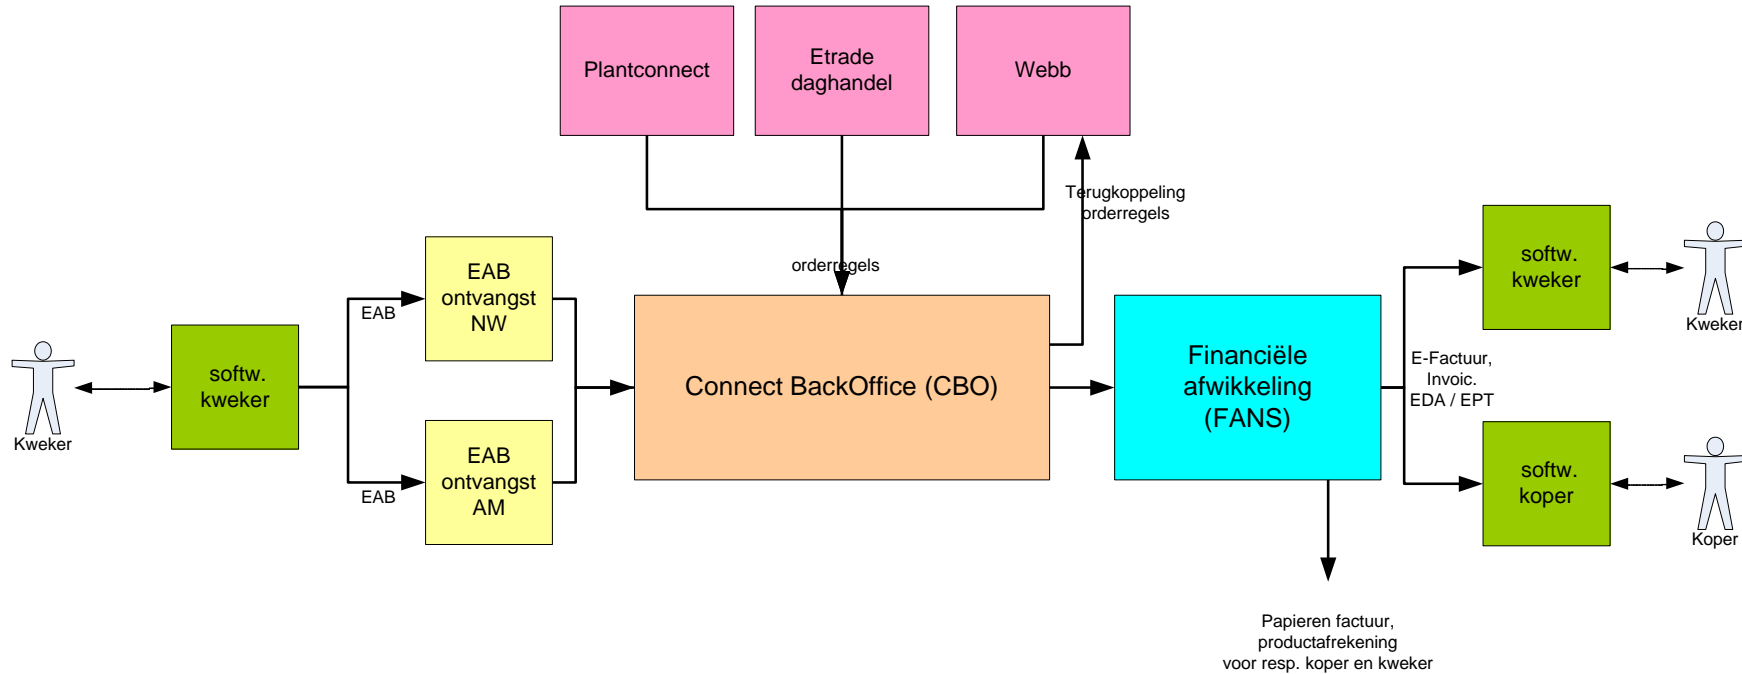 Plantconnect
Etrade
daghandel
Webb
Terugkoppeling
orderregels
orderregels
EAB
ontvangst
NW
EAB
softw.
kweker
Kweker
EAB
ontvangst
AM
EAB
Connect BackOffice (CBO)
Financiële
afwikkeling
(FANS)
E-Factuur,
Invoic.
EDA / EPT
softw.
kweker
Kweker
softw.
koper
Koper
Papieren factuur,
productafrekening
voor resp. koper en kweker